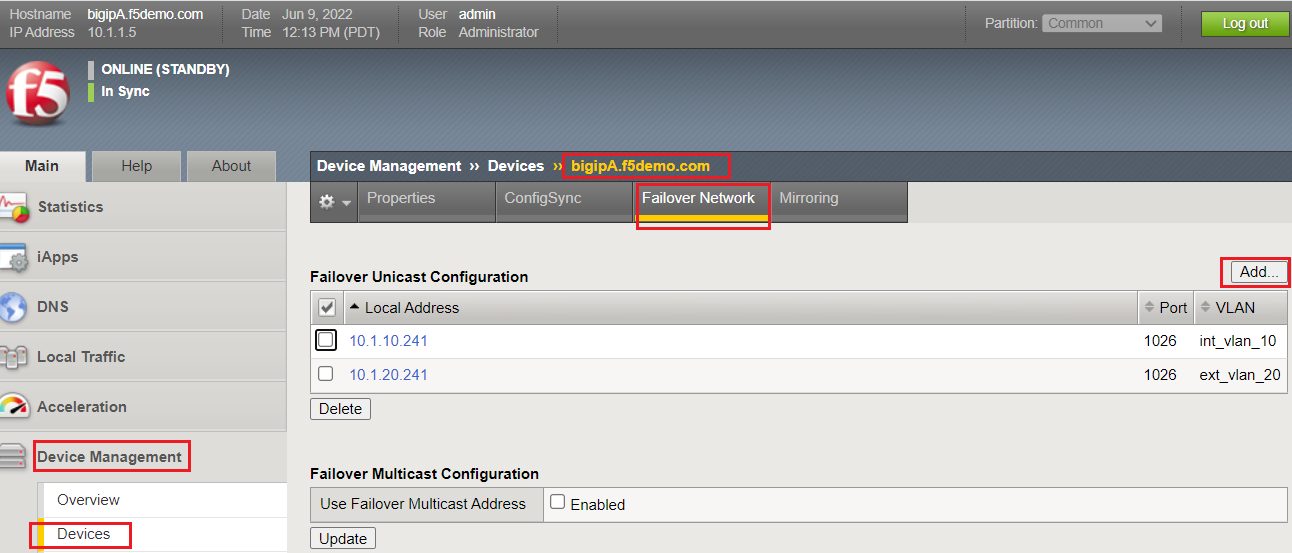 Hostname bigipA.f5demo.com Date Jun 9, 2022 User admin
IP Address 10.1.1.5 Time 12:13 PM (PDT) Role Administrator
Partition: Common Log out
f5
ONLINE (STANDBY)
In Sync
Main Help About
Device Management ›› Devices ›› bigipA.f5demo.com
Properties ConfigSync Failover Network Mirroring
Statistics
iApps
DNS
Local Traffic
Acceleration
Device Management
Overview
Devices
Failover Unicast Configuration Add...
Local Address Port VLAN
10.1.10.241 1026 int_vlan_10
10.1.20.241 1026 ext_vlan_20
Delete
Failover Multicast Configuration
Use Failover Multicast Address Enabled
Update